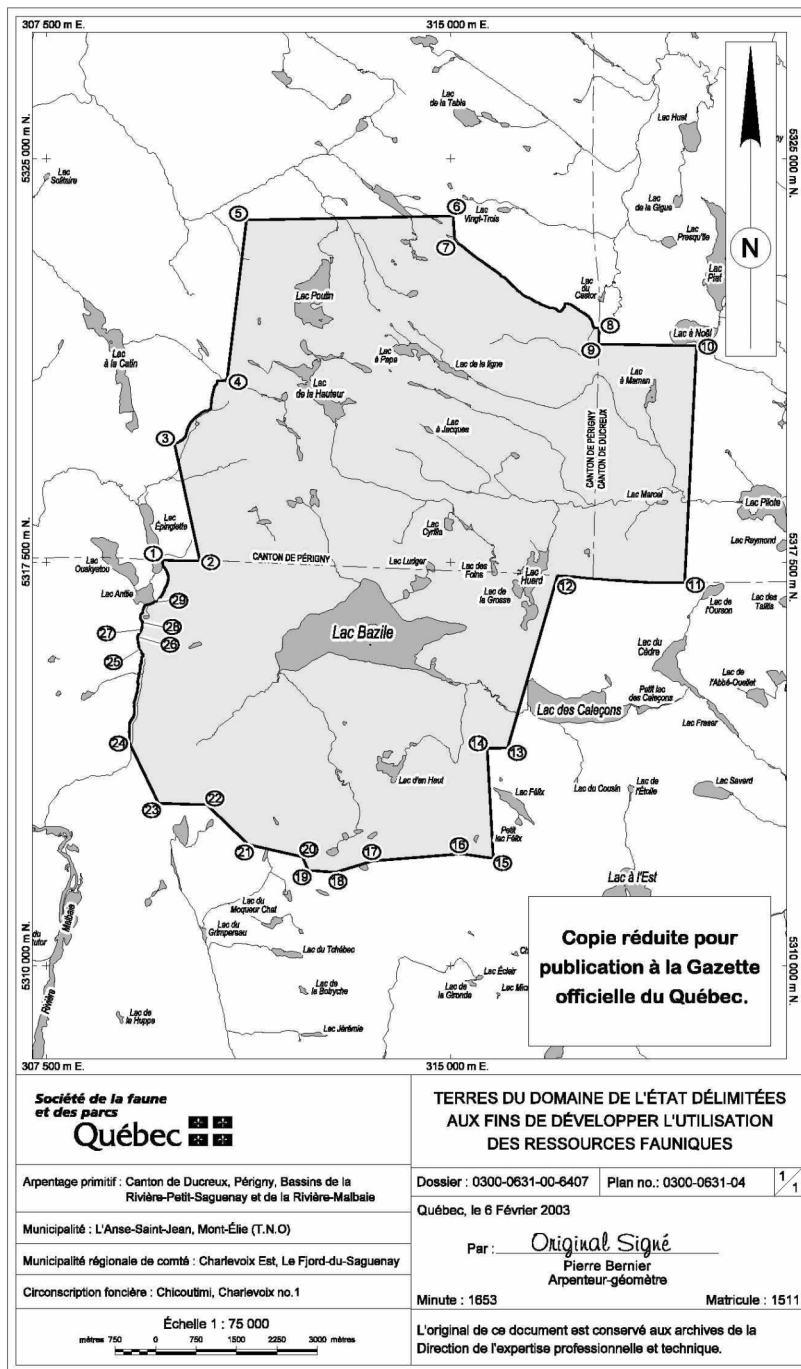 307 500 m E.
315 000 m E.
5325 000 m N.
5325 000 m N.
Lac
de la Table
Lac Huet
Lac
Solitaire
Lac
de la Gigue
5
6
Lac
Vingt-Trois
7
Lac
Presqu'île
N
Lac
Plat
Lac Poutin
Lac
du
Castor
8
Lac à Noël
9
10
Lac
à la Catin
Lac
à Papa
Lac de la ligne
4
Lac
de la Hauteur
Lac
à Maman
Lac
à Jacques
CANTON DE PÉRIGNY
CANTON DE DUCREUX
3
Lac Marcel
Lac Pilote
Lac
Épinglette
Lac
Cyrilla
Lac Raymond
1
2
CANTON DE PÉRIGNY
5317 500 m N.
5317 500 m N.
Lac
Ouakyatou
Lac Ludger
Lac des
Foins
Lac
Huard
12
11
Lac Antile
Lac
de la Grosse
Lac de
l'Ourson
Lac des
Taïtis
29
28
27
26
25
Lac Bazile
Lac du
Cèdre
Lac de
l'Abbé-Ouellet
Petit lac
des Caleçons
Lac des Caleçons
Lac
Fraser
24
14
13
Lac d'en Haut
Lac du Cousin
Lac de
l'Étoile
Lac Savard
23
22
Lac Félix
Petit
lac Félix
21
20
17
16
15
19
18
Lac à l'Est
Rivière
Malbaie
Lac du
Moqueur Chat
Lac du
Grimpereau
Lac du Tchébec
5310 000 m N.
5310 000 m N.
Lac Éclair
Lac de
la Gironde
Lac
de la Botryche
Lac de
la Huppe
Lac Jérémie
Copie réduite pour
publication à la Gazette
officielle du Québec.
307 500 m E.
315 000 m E.
Société de la faune
et des parcs
Québec
TERRES DU DOMAINE DE L'ÉTAT DÉLIMITÉES
AUX FINS DE DÉVELOPPER L'UTILISATION
DES RESSOURCES FAUNIQUES
Arpentage primitif : Canton de Ducreux, Périgny, Bassins de la
Rivière-Petit-Saguenay et de la Rivière-Malbaie
Dossier : 0300-0631-00-6407
Plan no.: 0300-0631-04
1/1
Municipalité : L'Anse-Saint-Jean, Mont-Élie (T.N.O)
Québec, le 6 Février 2003
Municipalité régionale de comté : Charlevoix Est, Le Fjord-du-Saguenay
Par : Original Signé
Pierre Bernier
Arpenteur-géomètre
Circonscription foncière : Chicoutimi, Charlevoix no.1
Minute : 1653
Matricule : 1511
Échelle 1 : 75 000
mètres 750 0 750 1500 2250 3000 mètres
L'original de ce document est conservé aux archives de la
Direction de l'expertise professionnelle et technique.